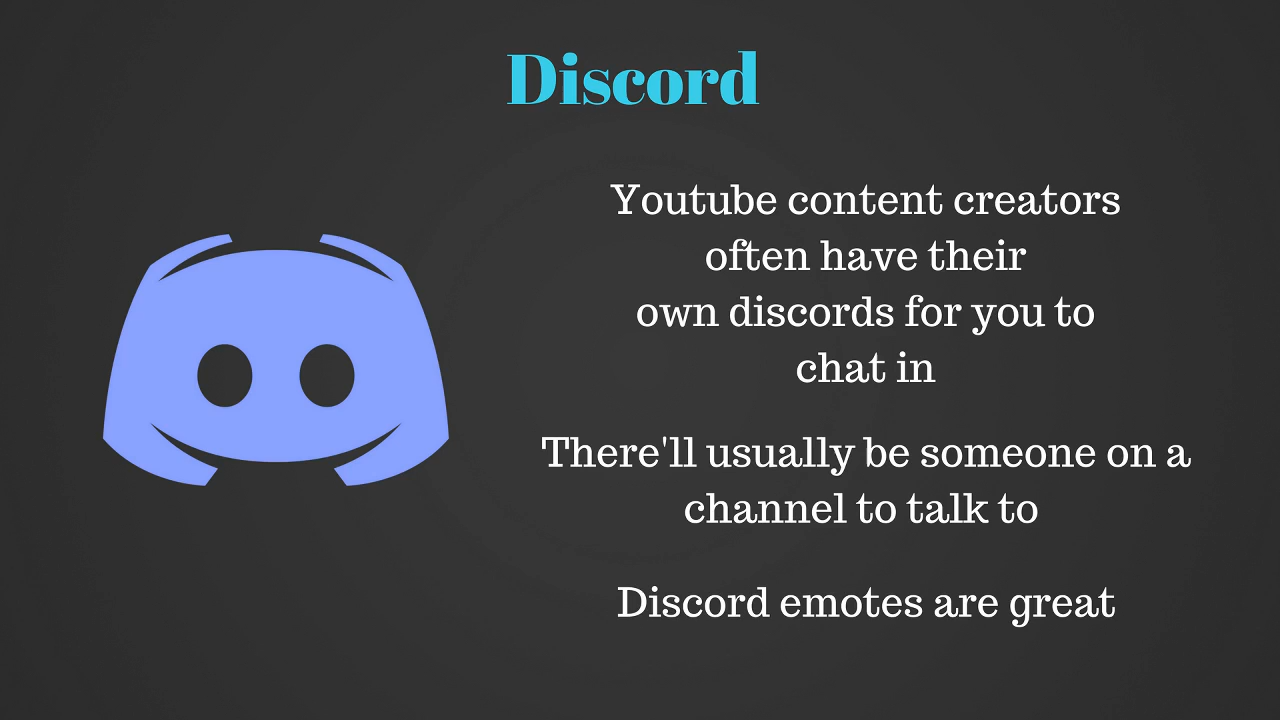 Discord
Youtube content creators
often have their
own discords for you to
chat in
There'll usually be someone on a
channel to talk to
Discord emotes are great